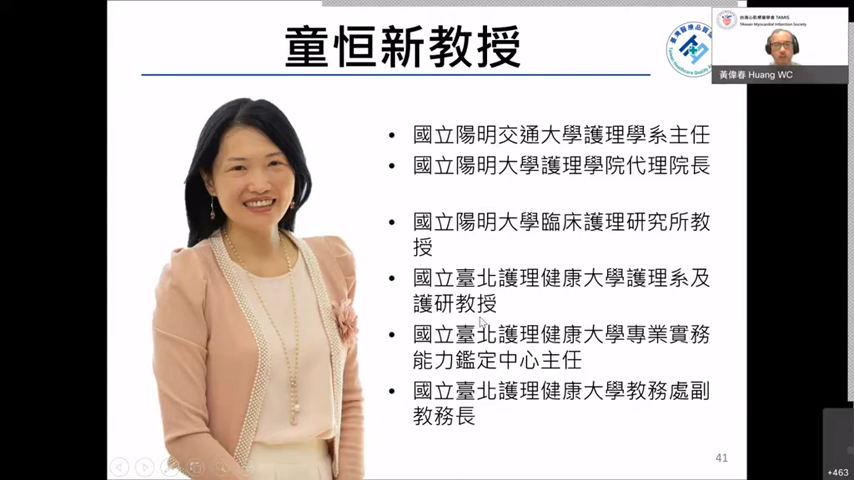 童恒新教授
台灣心肌梗塞學會 TAMIS
Taiwan Myocardial Infarction Society
黃偉春 Huang WC
• 國立陽明交通大學護理學系主任
• 國立陽明大學護理學院代理院長
• 國立陽明大學臨床護理研究所教
授
• 國立臺北護理健康大學護理系及
護研教授
• 國立臺北護理健康大學專業實務
能力鑑定中心主任
• 國立臺北護理健康大學教務處副
教務長
41
+463